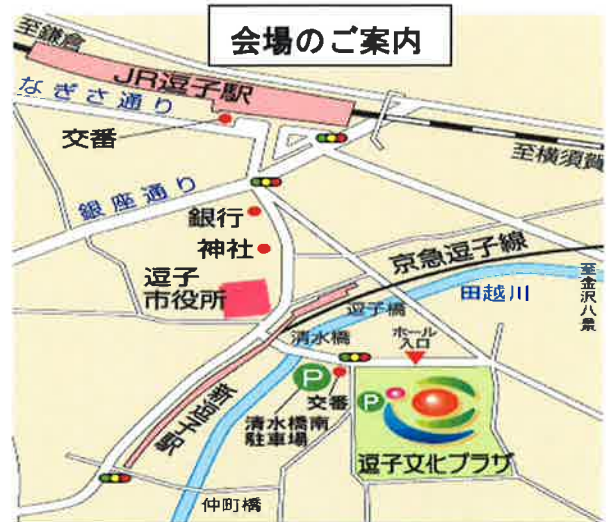 会場のご案内
至鎌倉
JR逗子駅
なぎさ通り
交番
至横須賀
銀座通り
銀行
神社
逗子
市役所
京急逗子線
至金沢八景
田越川
逗子橋
清水橋
ホール
入口
新逗子駅
P
交番
P
清水橋南
駐車場
逗子文化プラザ
仲町橋